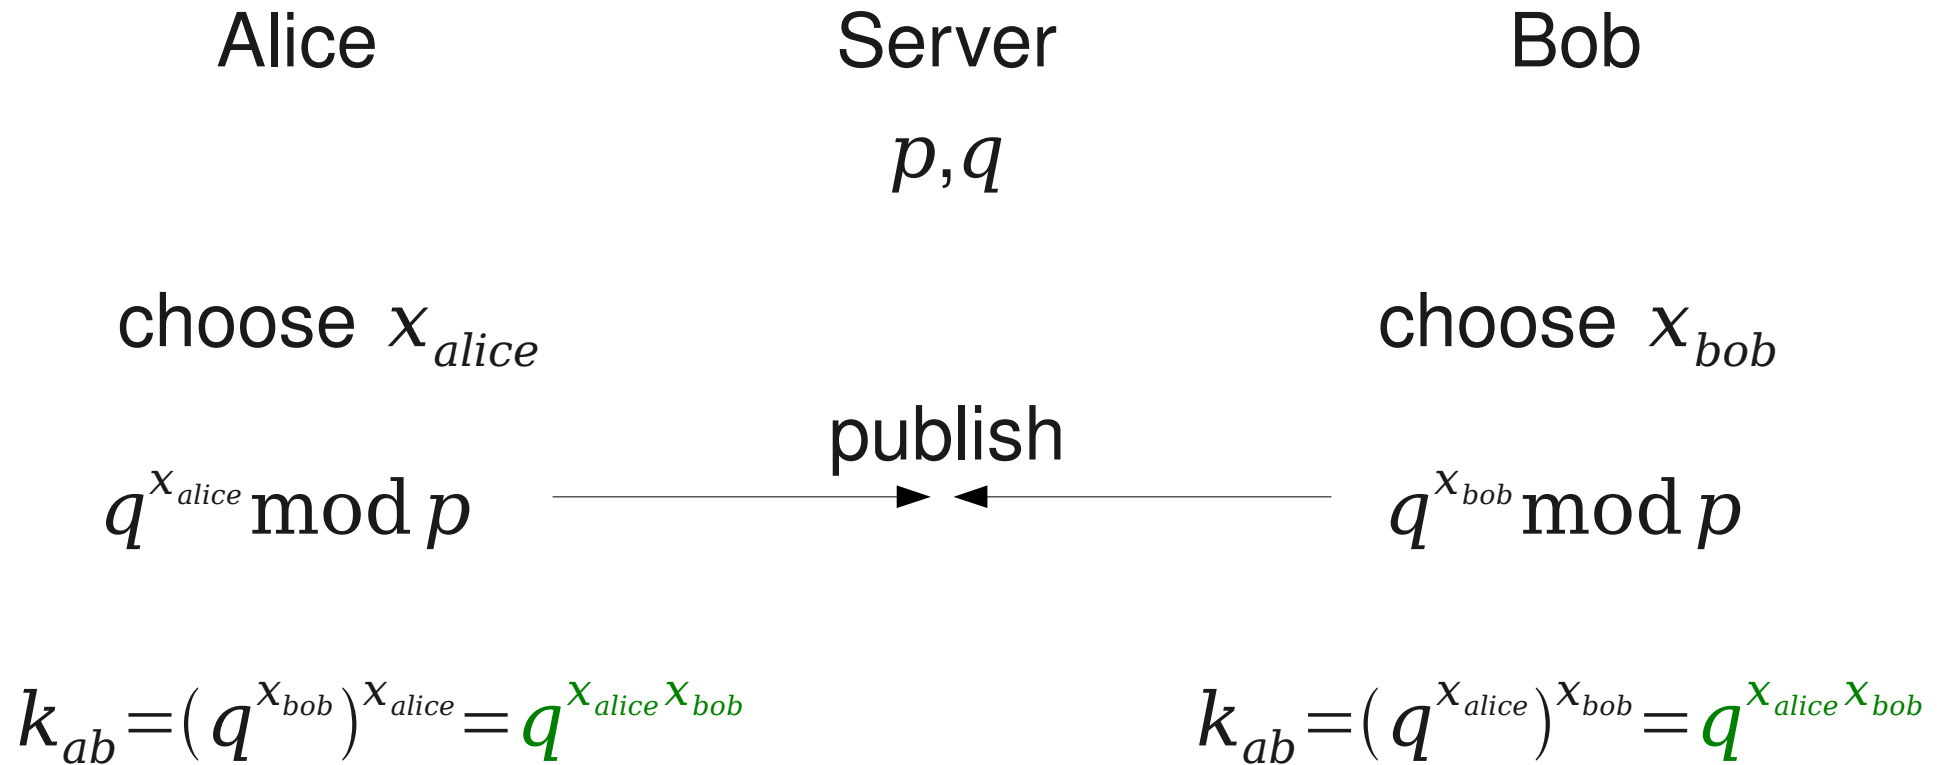 Alice Server Bob
p,q
choose x_alice choose x_bob
publish
q^{x_alice} mod p q^{x_bob} mod p
k_ab=(q^{x_bob})^{x_alice}=q^{x_alice x_bob} k_ab=(q^{x_alice})^{x_bob}=q^{x_alice x_bob}